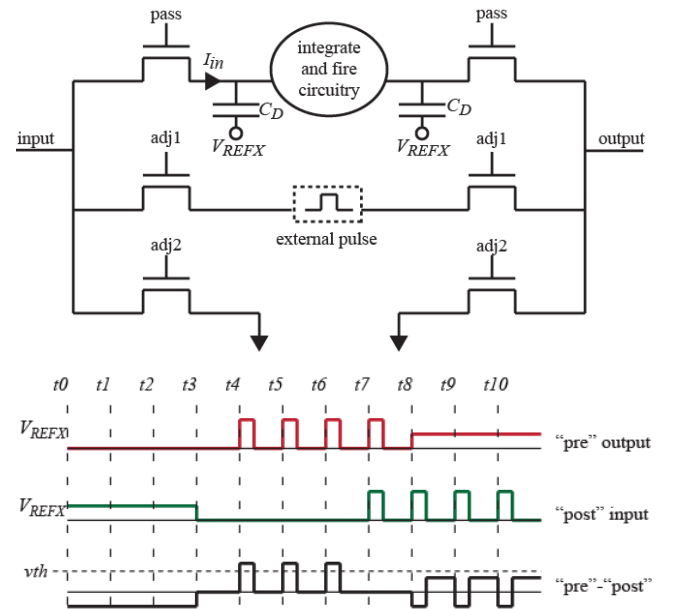 pass
pass
integrate
and fire
circuitry
I_in
C_D
C_D
V_REFX
V_REFX
input
output
adj1
adj1
external pulse
adj2
adj2
t0 t1 t2 t3 t4 t5 t6 t7 t8 t9 t10
V_REFX
“pre” output
V_REFX
“post” input
vth
“pre”-“post”